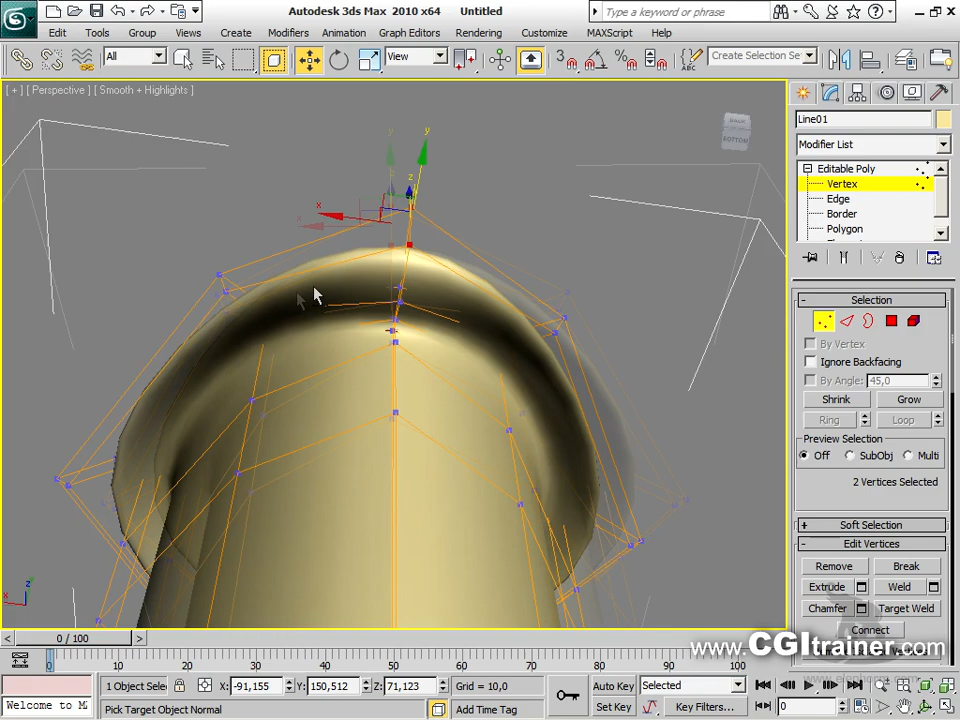 Autodesk 3ds Max 2010 x64 Untitled
Type a keyword or phrase
Edit Tools Group Views Create Modifiers Animation Graph Editors Rendering Customize MAXScript Help
All View 3 Create Selection Se
[ + ] [ Perspective ] [ Smooth + Highlights ]
Line01
Modifier List
Editable Poly
Vertex
Edge
Border
Polygon
Selection
By Vertex
Ignore Backfacing
By Angle: 45,0
Shrink Grow
Ring Loop
Preview Selection
Off SubObj Multi
2 Vertices Selected
Soft Selection
Edit Vertices
Remove Break
Extrude Weld
Chamfer Target Weld
Connect
y y
z
x
x
z
x
BOTTOM
0 / 100
www.CGItrainer.com
0 10 20 30 40 50 60 70 80 90 100
1 Object Selec X: -91,155 Y: 150,512 Z: 71,123 Grid = 10,0 Auto Key Selected
Welcome to M Pick Target Object Normal Add Time Tag Set Key Key Filters... 0